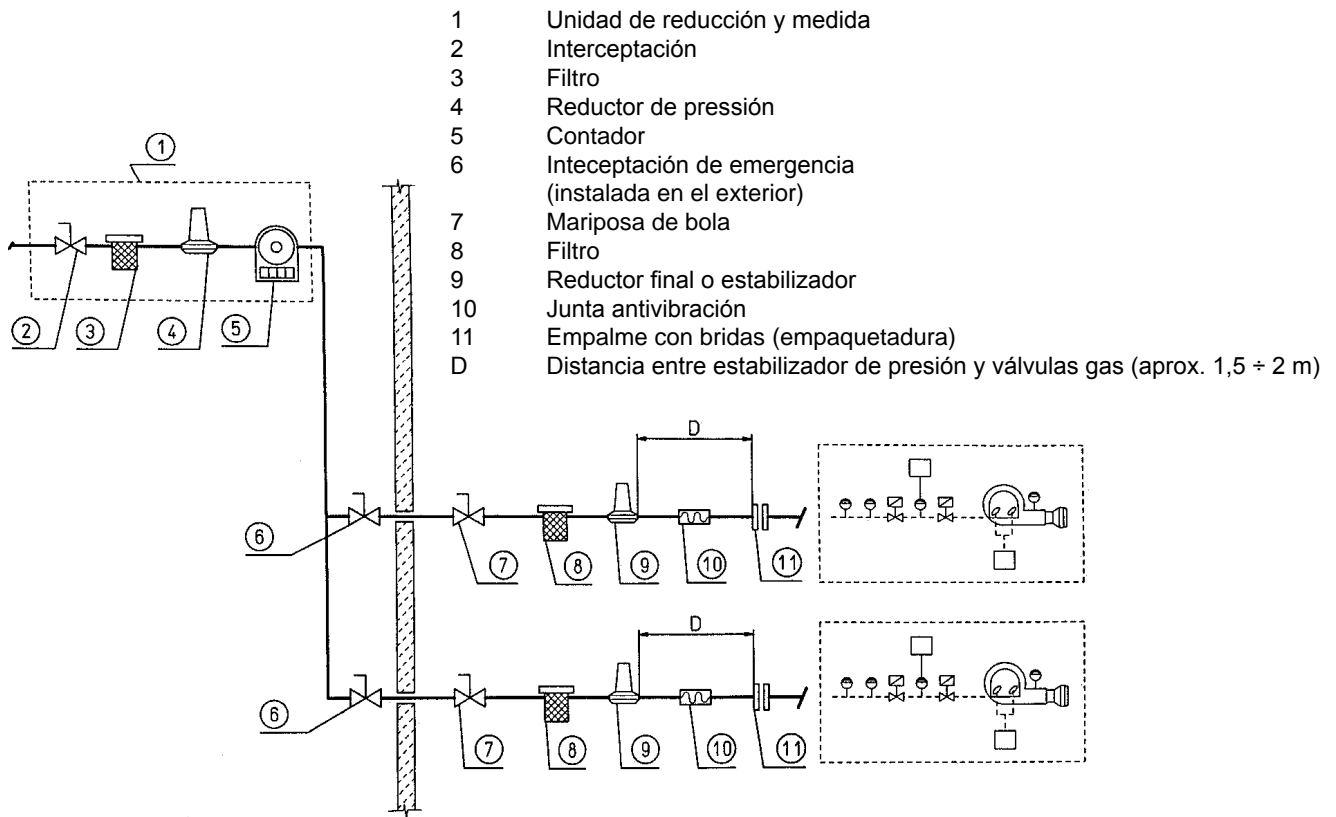 1 Unidad de reducción y medida
2 Interceptación
3 Filtro
4 Reductor de pressión
5 Contador
6 Inteceptación de emergencia
(instalada en el exterior)
7 Mariposa de bola
8 Filtro
9 Reductor final o estabilizador
10 Junta antivibración
11 Empalme con bridas (empaquetadura)
D Distancia entre estabilizador de presión y válvulas gas (aprox. 1,5 ÷ 2 m)
1
2 3 4 5
D
6 7 8 9 10 11
D
6 7 8 9 10 11